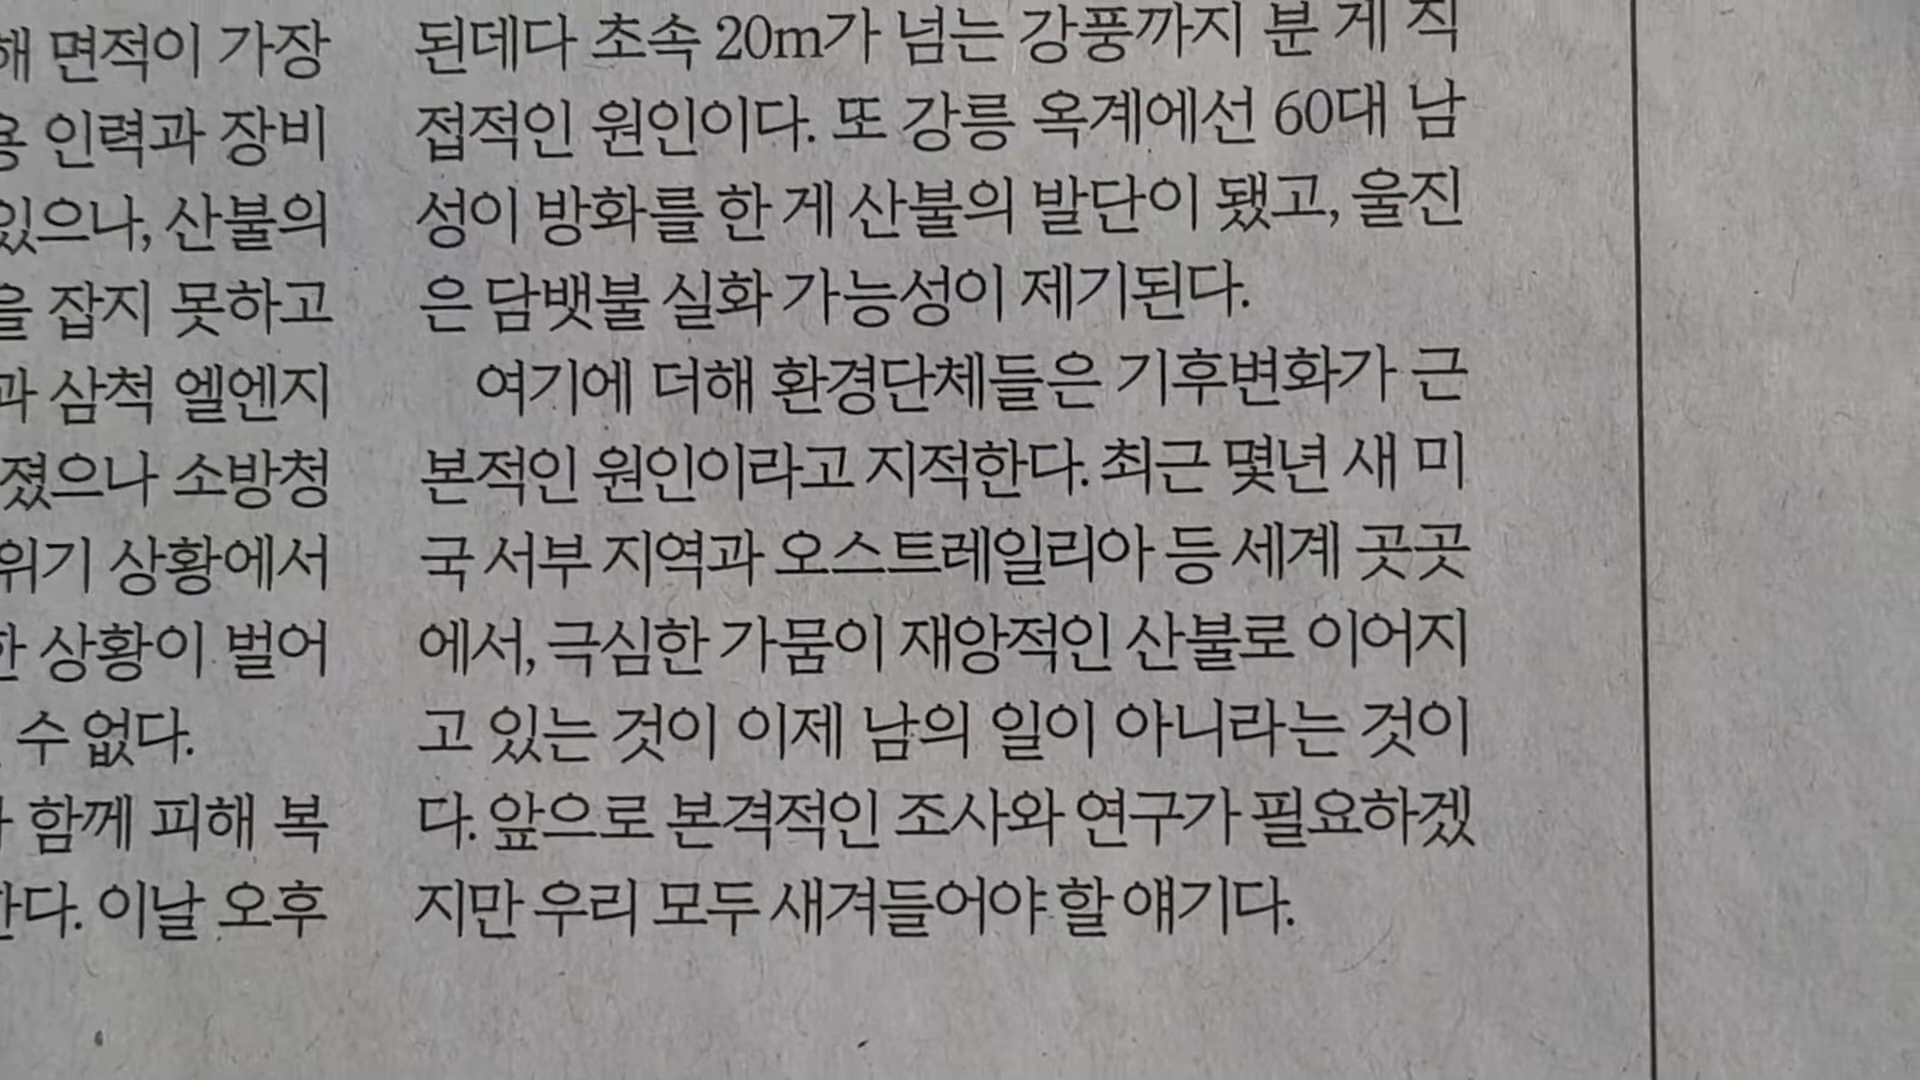 면적이 가장
인력과 장비
있으나, 산불의
잡지 못하고
삼척 엘엔지
졌으나 소방청
위기 상황에서
상황이 벌어
수 없다.
함께 피해 복
한다. 이날 오후
된데다 초속 20m가 넘는 강풍까지 분 게 직
접적인 원인이다. 또 강릉 옥계에선 60대 남
성이 방화를 한 게 산불의 발단이 됐고, 울진
은 담뱃불 실화 가능성이 제기된다.
여기에 더해 환경단체들은 기후변화가 근
본적인 원인이라고 지적한다. 최근 몇년 새 미
국 서부 지역과 오스트레일리아 등 세계 곳곳
에서, 극심한 가뭄이 재앙적인 산불로 이어지
고 있는 것이 이제 남의 일이 아니라는 것이
다. 앞으로 본격적인 조사와 연구가 필요하겠
지만 우리 모두 새겨들어야 할 얘기다.